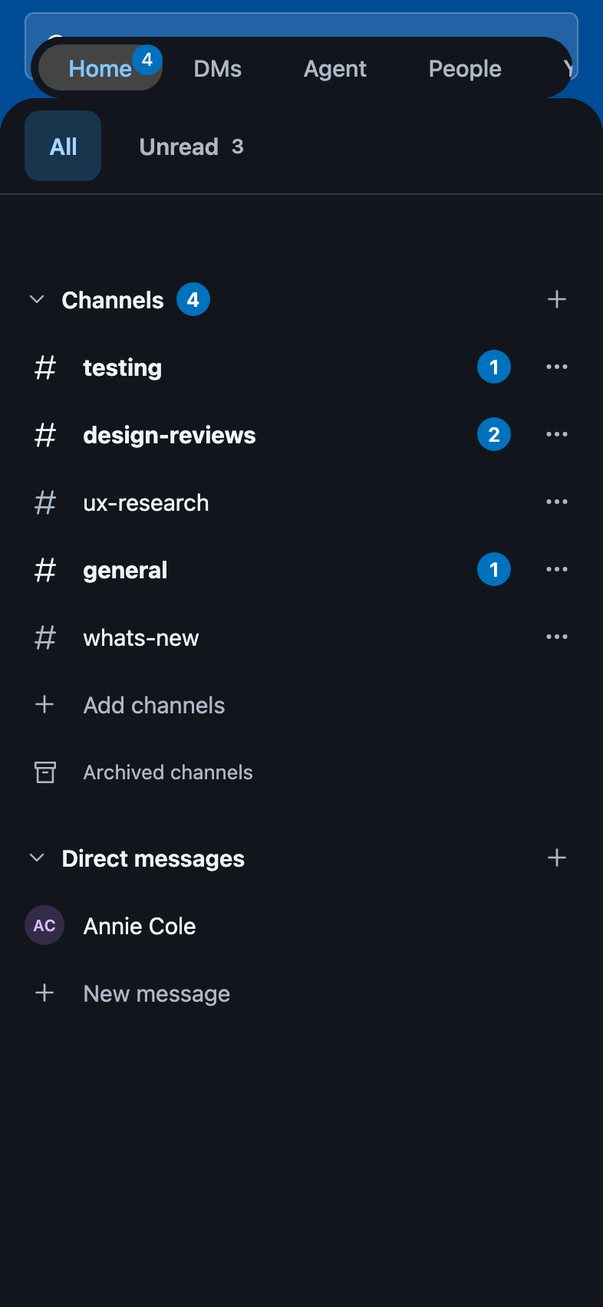 Home 4 DMs Agent People
All Unread 3
Channels 4
# testing 1
# design-reviews 2
# ux-research
# general 1
# whats-new
Add channels
Archived channels
Direct messages
AC Annie Cole
New message